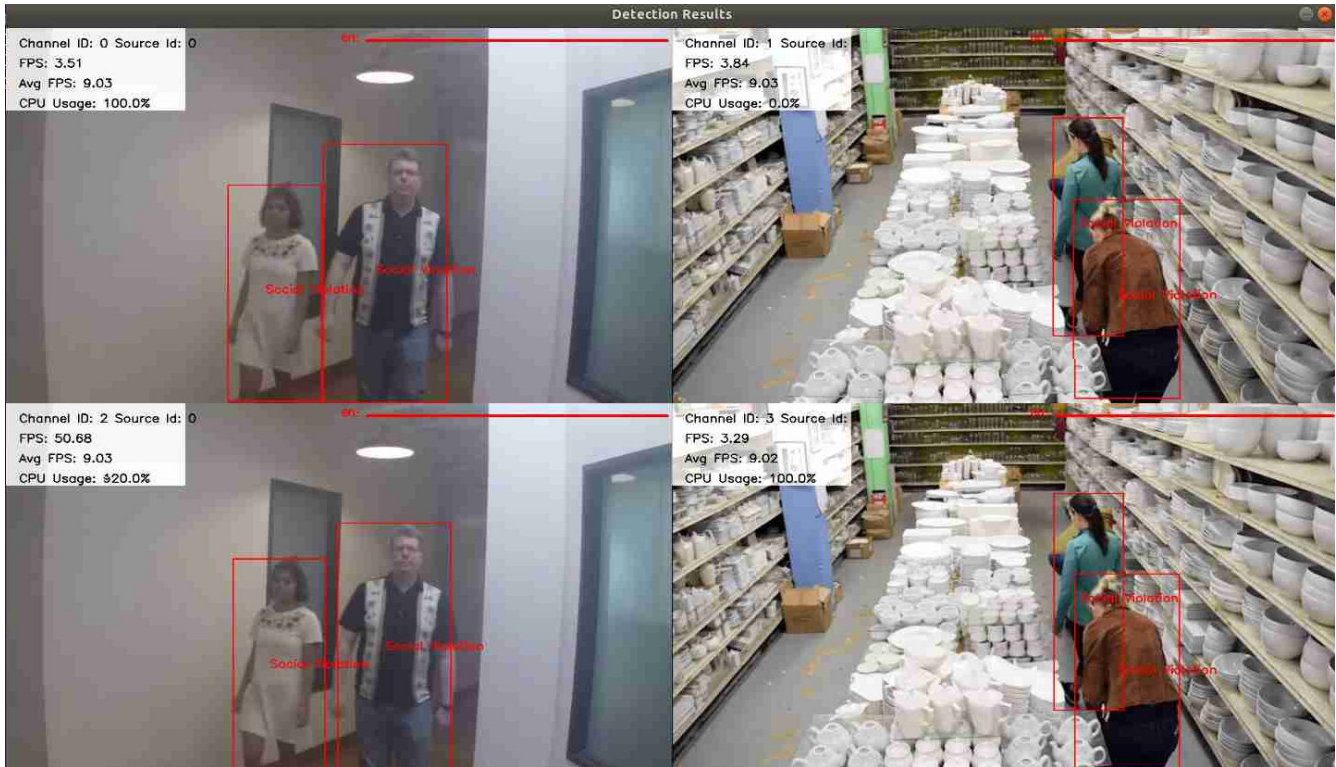 Detection Results
Channel ID: 0 Source Id: 0
FPS: 3.51
Avg FPS: 9.03
CPU Usage: 100.0%
Social Violation
Social Violation
Channel ID: 1 Source Id:
FPS: 3.84
Avg FPS: 9.03
CPU Usage: 0.0%
Social Violation
Social Violation
Channel ID: 2 Source Id: 0
FPS: 50.68
Avg FPS: 9.03
CPU Usage:
Social Violation
Social Violation
Channel ID: 3 Source Id:
FPS: 3.29
Avg FPS: 9.02
CPU Usage: 100.0%
Social Violation
Social Violation